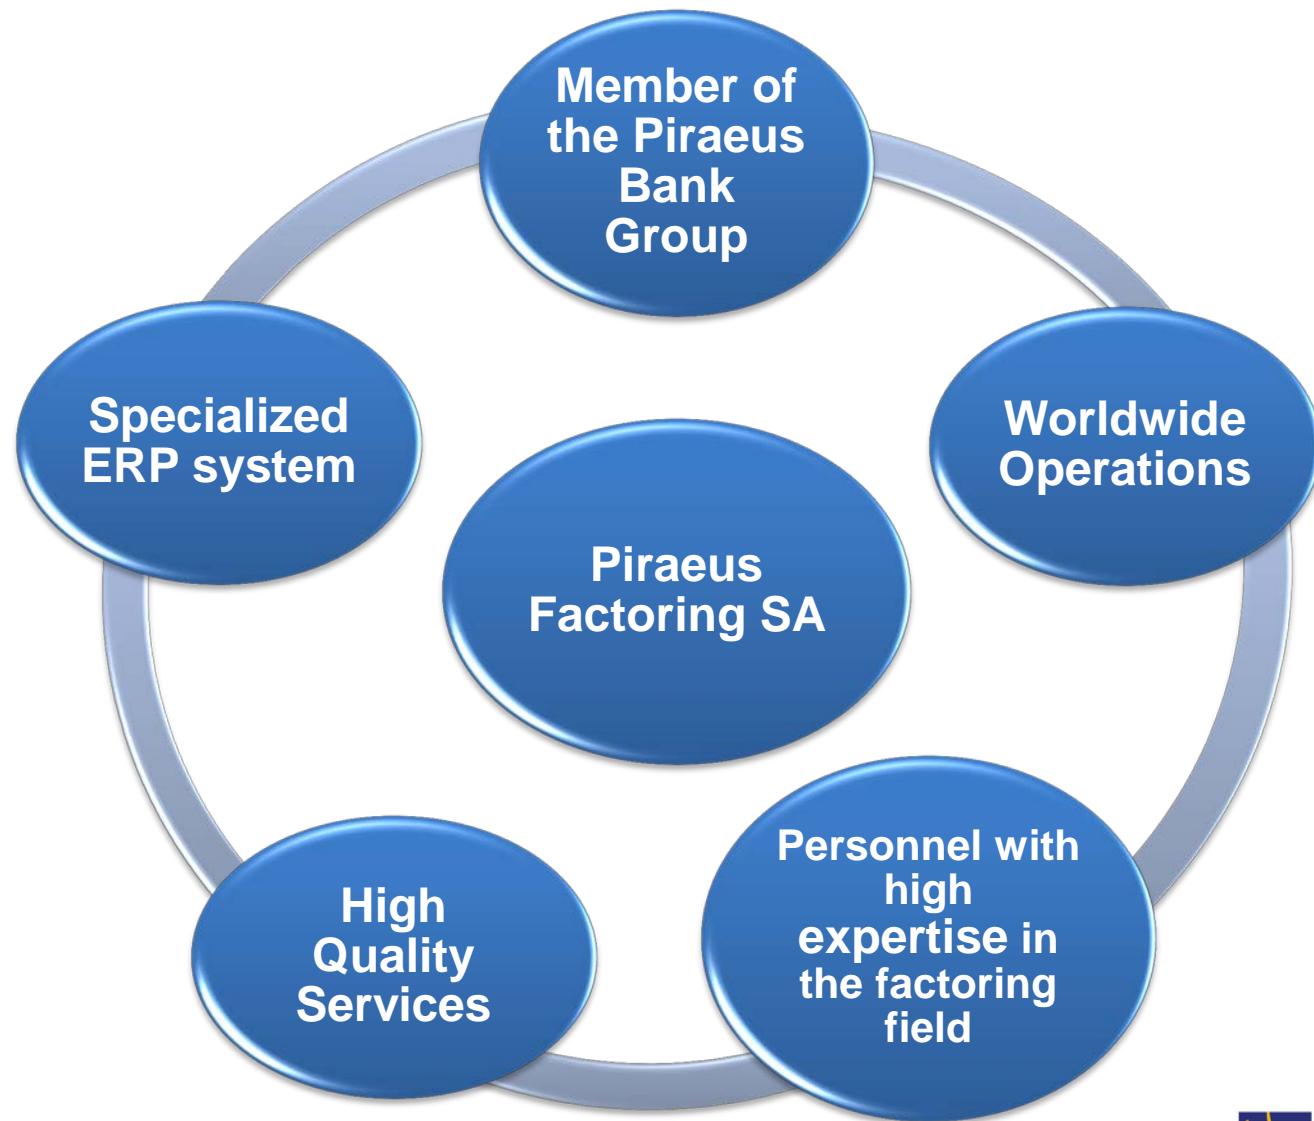 Member of
the Piraeus
Bank
Group
Specialized
ERP system
Worldwide
Operations
Piraeus
Factoring SA
High
Quality
Services
Personnel with
high
expertise in
the factoring
field